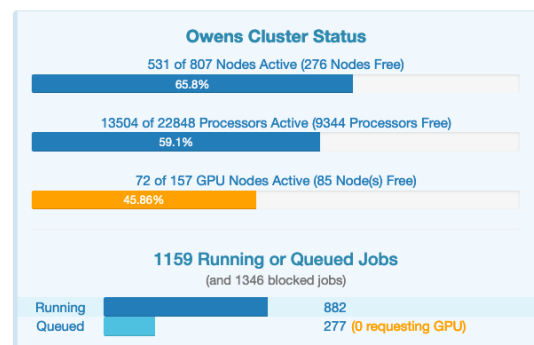 Owens Cluster Status
531 of 807 Nodes Active (276 Nodes Free)
65.8%
13504 of 22848 Processors Active (9344 Processors Free)
59.1%
72 of 157 GPU Nodes Active (85 Node(s) Free)
45.86%
1159 Running or Queued Jobs
(and 1346 blocked jobs)
Running 882
Queued 277 (0 requesting GPU)